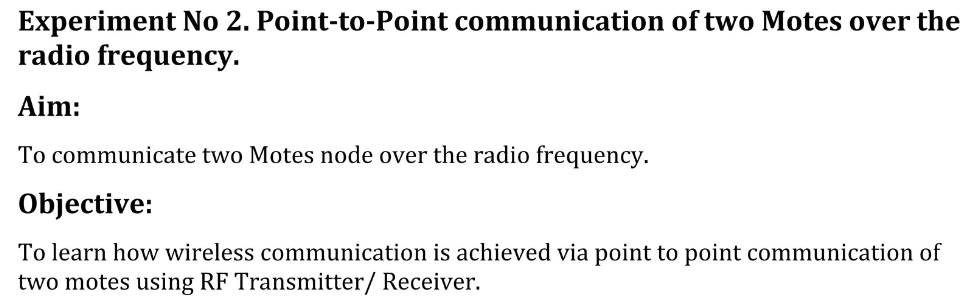 Experiment No 2. Point-to-Point communication of two Motes over the
radio frequency.
Aim:
To communicate two Motes node over the radio frequency.
Objective:
To learn how wireless communication is achieved via point to point communication of
two motes using RF Transmitter/ Receiver.